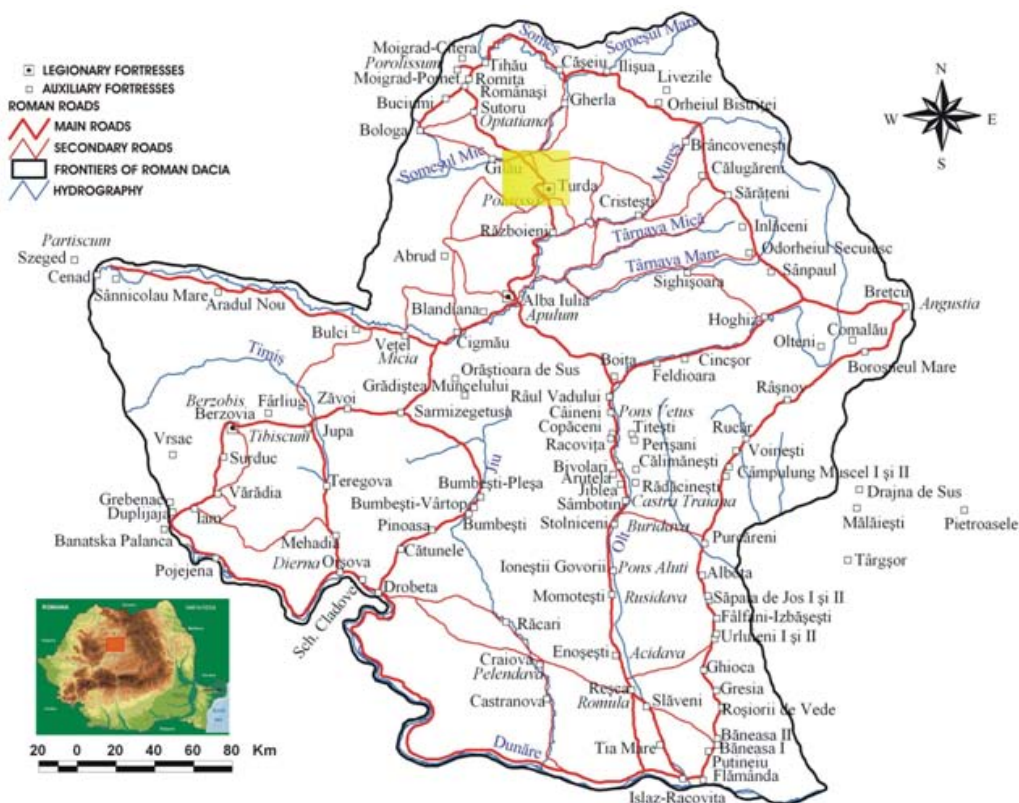 LEGIONARY FORTRESSES
AUXILIARY FORTRESSES
ROMAN ROADS
MAIN ROADS
SECONDARY ROADS
FRONTIERS OF ROMAN DACIA
HYDROGRAPHY
N
W E
S
Moigrad-Citera
Porolissum
Moigrad-Pomet
Someș
Tihău
Romita
Românași
Buciumi
Sutoru
Optatiana
Bologa
Cășeiu
Ilișua
Someșul Mare
Livezile
Gherla
Orheiul Bistriței
Someșul Mic
Gilău
Brâncovenești
Mureș
Călugăreni
Turda
Potaissa
Cristești
Sărățeni
Războieni
Târnava Mică
Inlăceni
Abrud
Odorheiul Secuiesc
Târnava Mare
Sânpaul
Sighișoara
Partiscum
Szeged
Cenad
Sânnicolau Mare
Aradul Nou
Blandiana
Alba Iulia
Apulum
Brețcu
Angustia
Hoghiz
Comalău
Olteni
Bulci
Vețel
Micia
Cigmău
Boroșneul Mare
Timiș
Orăștioara de Sus
Boița
Cincșor
Feldioara
Grădiștea Muncelului
Râșnov
Berzobis
Berzovia
Fârliug
Zăvoi
Sarmizegetusa
Râul Vadului
Câineni
Pons Vetus
Copăceni
Titești
Racovița
Perișani
Rucăr
Voinești
Tibiscum
Jupa
Vrsac
Surduc
Jiu
Bivolari
Călimănești
Arutela
Câmpulung Muscel I și II
Jiblea
Rădăcinești
Teregova
Bumbești-Pleșa
Sâmbotin
Castra Traiana
Drajna de Sus
Grebenac
Vărădia
Bumbești-Vârtop
Mălăiești
Pietroasele
Duplijaja
Iam
Bumbești
Stolniceni
Buridava
Pinoasa
Banatska Palanca
Mehadia
Olt
Purcăreni
Cătunele
Târgșor
Pojejena
Dierna
Orșova
Ioneștii Govorii
Pons Aluti
Albota
Drobeta
Momotești
Rusidava
Săpata de Jos I și II
Sch. Cladove
Fâlfani-Izbășești
Răcari
Urlueni I și II
Enoșești
Acidava
Craiova
Pelendava
Ghioca
Castranova
Reșca
Romula
Slăveni
Gresia
Roșiorii de Vede
Dunăre
Tia Mare
Băneasa II
Băneasa I
Putineiu
Flămânda
Islaz-Racovița
ROMANIA
20 0 20 40 60 80 Km